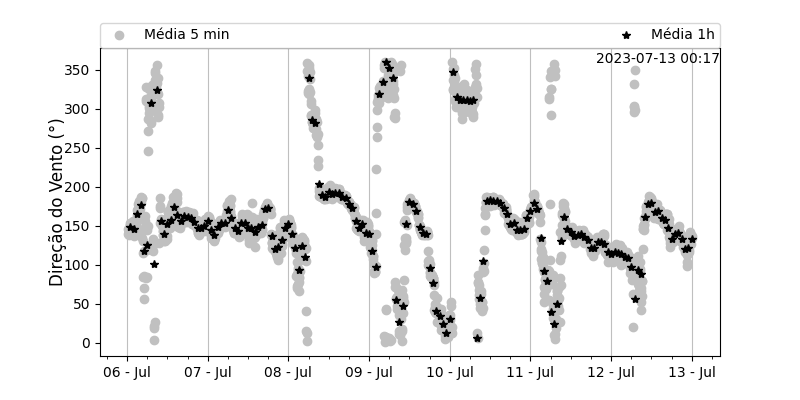 Média 5 min
Média 1h
2023-07-13 00:17
Direção do Vento (°)
350
300
250
200
150
100
50
0
06 - Jul
07 - Jul
08 - Jul
09 - Jul
10 - Jul
11 - Jul
12 - Jul
13 - Jul